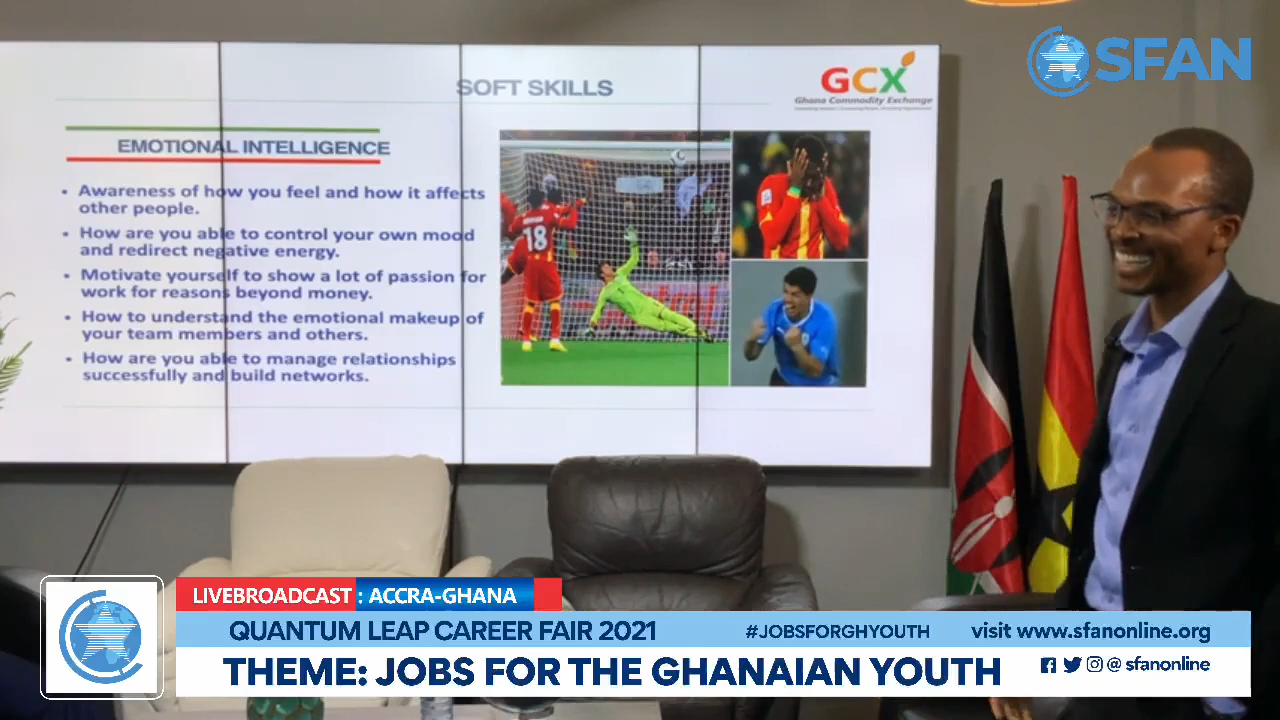 SFAN
SOFT SKILLS
GCX
Ghana Commodity Exchange
EMOTIONAL INTELLIGENCE
• Awareness of how you feel and how it affects
other people.
• How are you able to control your own mood
and redirect negative energy.
• Motivate yourself to show a lot of passion for
work for reasons beyond money.
• How to understand the emotional makeup of
your team members and others.
• How are you able to manage relationships
successfully and build networks.
18
LIVEBROADCAST : ACCRA-GHANA
QUANTUM LEAP CAREER FAIR 2021 #JOBSFORGHYOUTH visit www.sfanonline.org
THEME: JOBS FOR THE GHANAIAN YOUTH @ sfanonline